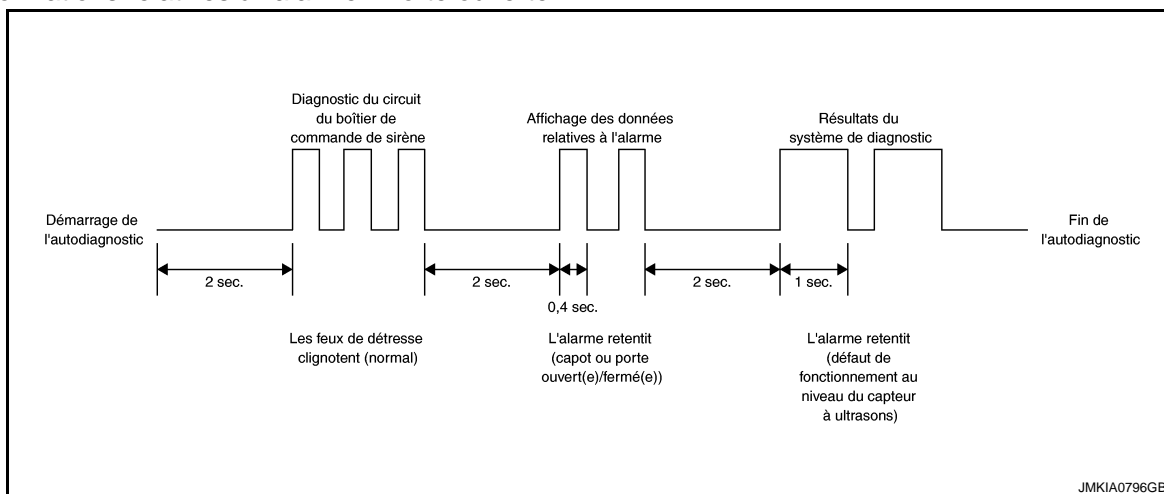 Diagnostic du circuit
du boîtier de
commande de sirène
Affichage des données
relatives à l'alarme
Résultats du
système de diagnostic
Démarrage de
l'autodiagnostic
Fin de
l'autodiagnostic
2 sec.
2 sec.
2 sec.
1 sec.
0,4 sec.
Les feux de détresse
clignotent (normal)
L'alarme retentit
(capot ou porte
ouvert(e)/fermé(e))
L'alarme retentit
(défaut de
fonctionnement au
niveau du capteur
à ultrasons)
JMKIA0796GB